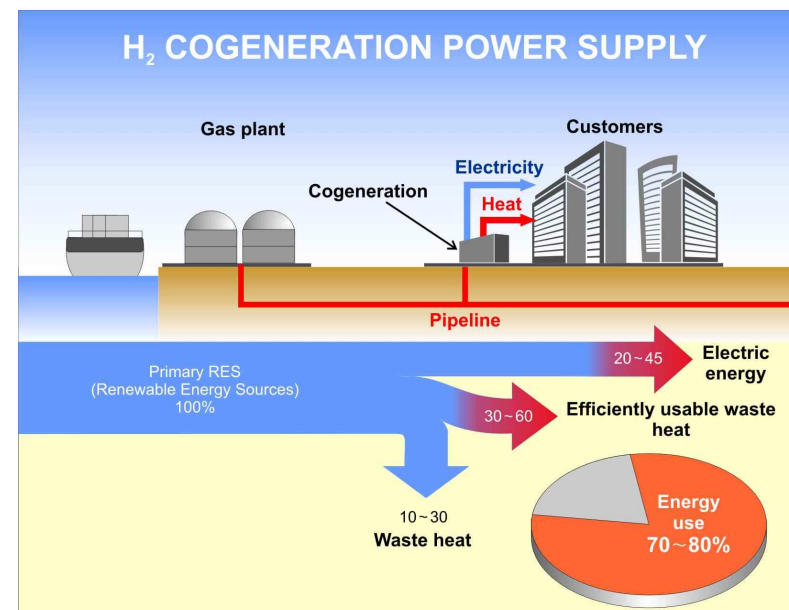 H₂ COGENERATION POWER SUPPLY
Gas plant
Customers
Electricity
Cogeneration
Heat
Pipeline
Primary RES
(Renewable Energy Sources)
100%
20~45
Electric
energy
30~60
Efficiently usable waste
heat
10~30
Waste heat
Energy
use
70~80%